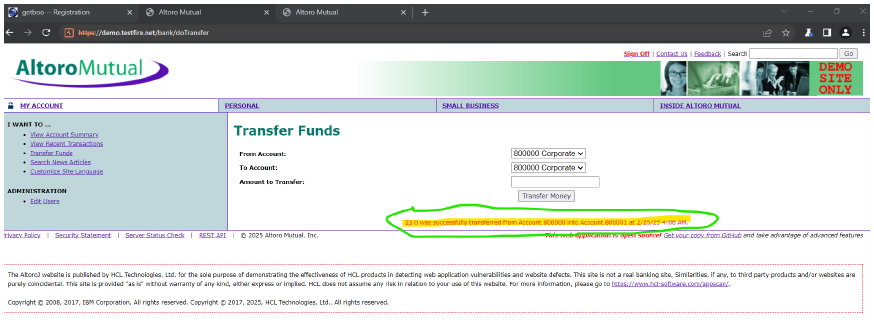 getboo -- Registration
Altoro Mutual
Altoro Mutual
https://demo.testfire.net/bank/doTransfer
Sign Off | Contact Us | Feedback | Search
Go
AltoroMutual
DEMO
SITE
ONLY
MY ACCOUNT
PERSONAL
SMALL BUSINESS
INSIDE ALTORO MUTUAL
I WANT TO ...
View Account Summary
View Recent Transactions
Transfer Funds
Search News Articles
Customize Site Language
ADMINISTRATION
Edit Users
Transfer Funds
From Account:
800000 Corporate
To Account:
800000 Corporate
Amount to Transfer:
Transfer Money
23.0 was successfully transferred from Account 800000 into Account 800001 at 2/25/25 4:06 AM.
rivacy Policy | Security Statement | Server Status Check | REST API | © 2025 Altoro Mutual, Inc.
This web application is open source! Get your copy from GitHub and take advantage of advanced features
The AltoroJ website is published by HCL Technologies, Ltd. for the sole purpose of demonstrating the effectiveness of HCL products in detecting web application vulnerabilities and website defects. This site is not a real banking site. Similarities, if any, to third party products and/or websites are
purely coincidental. This site is provided "as is" without warranty of any kind, either express or implied. HCL does not assume any risk in relation to your use of this website. For more information, please go to https://www.hcl-software.com/appscan/.
Copyright © 2008, 2017, IBM Corporation, All rights reserved. Copyright © 2017, 2025, HCL Technologies, Ltd., All rights reserved.